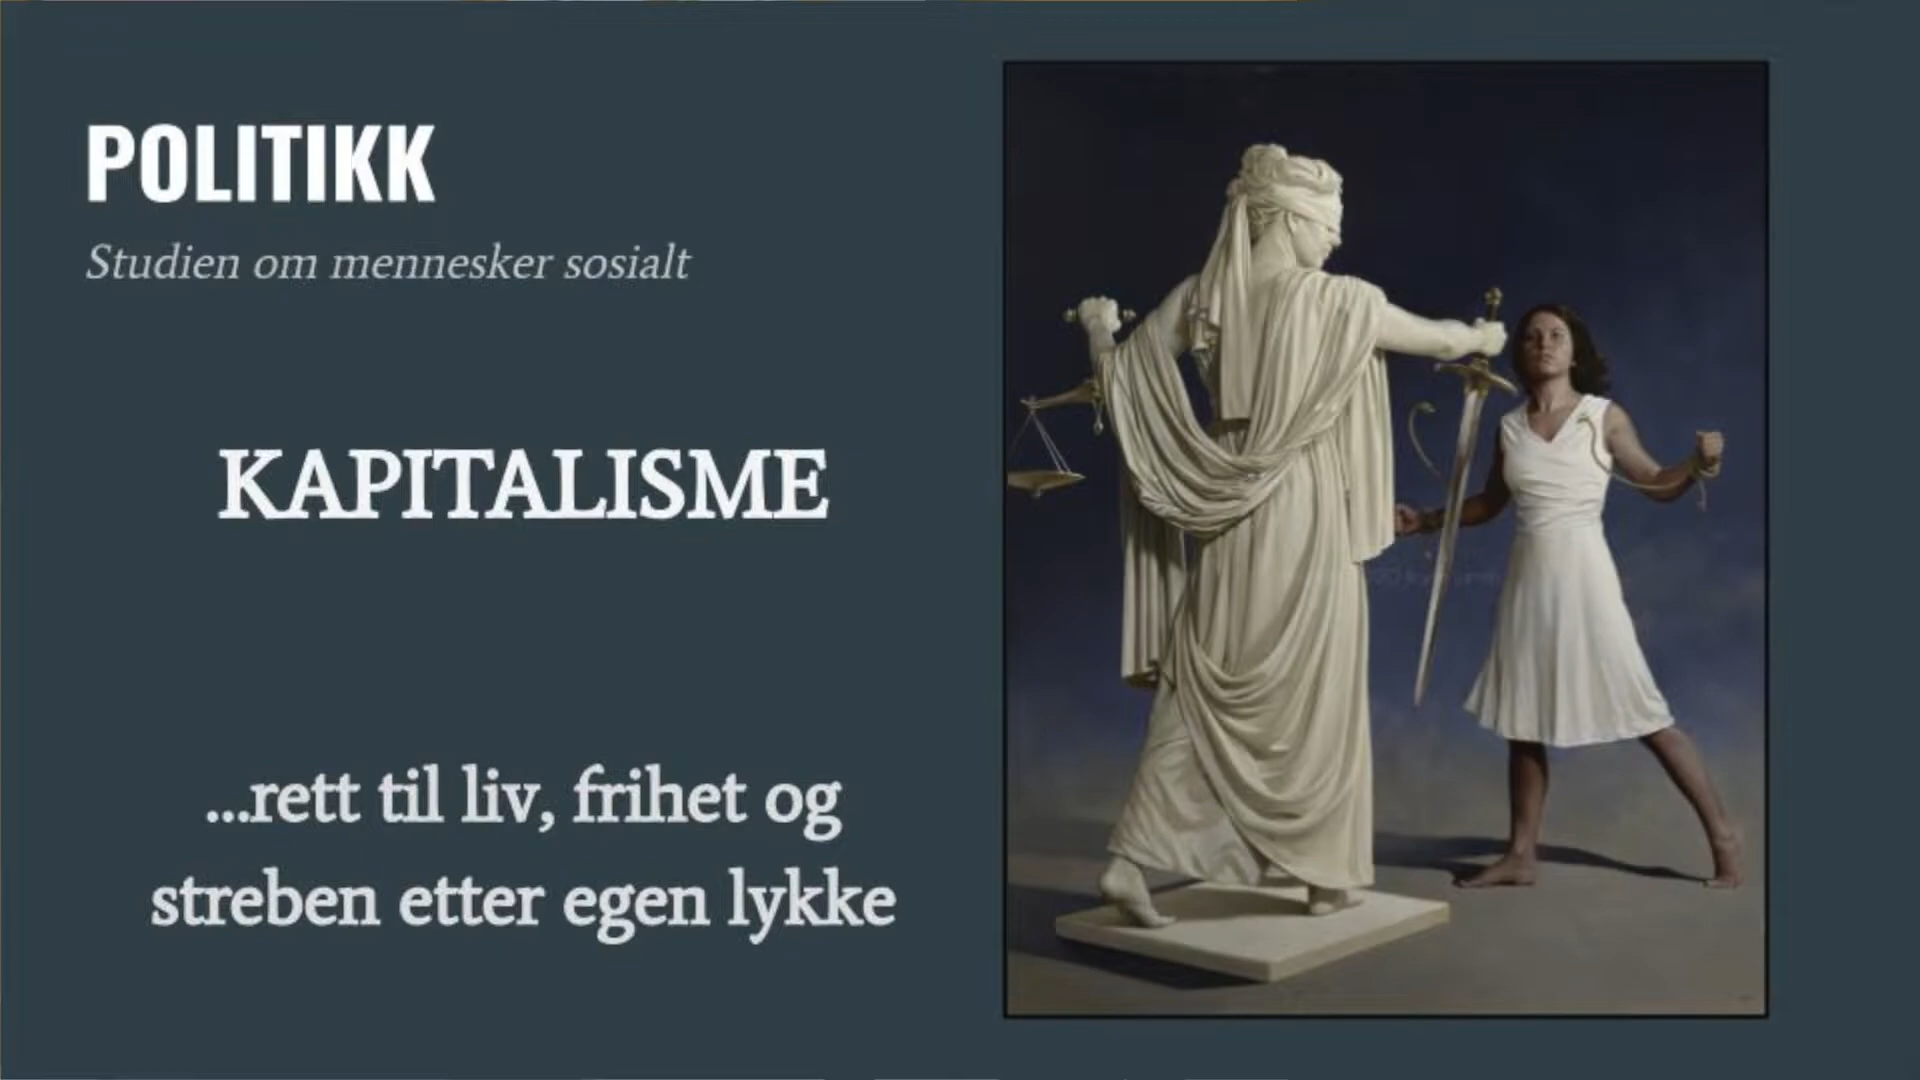 POLITIKK
Studien om mennesker sosialt
KAPITALISME
...rett til liv, frihet og
streben etter egen lykke